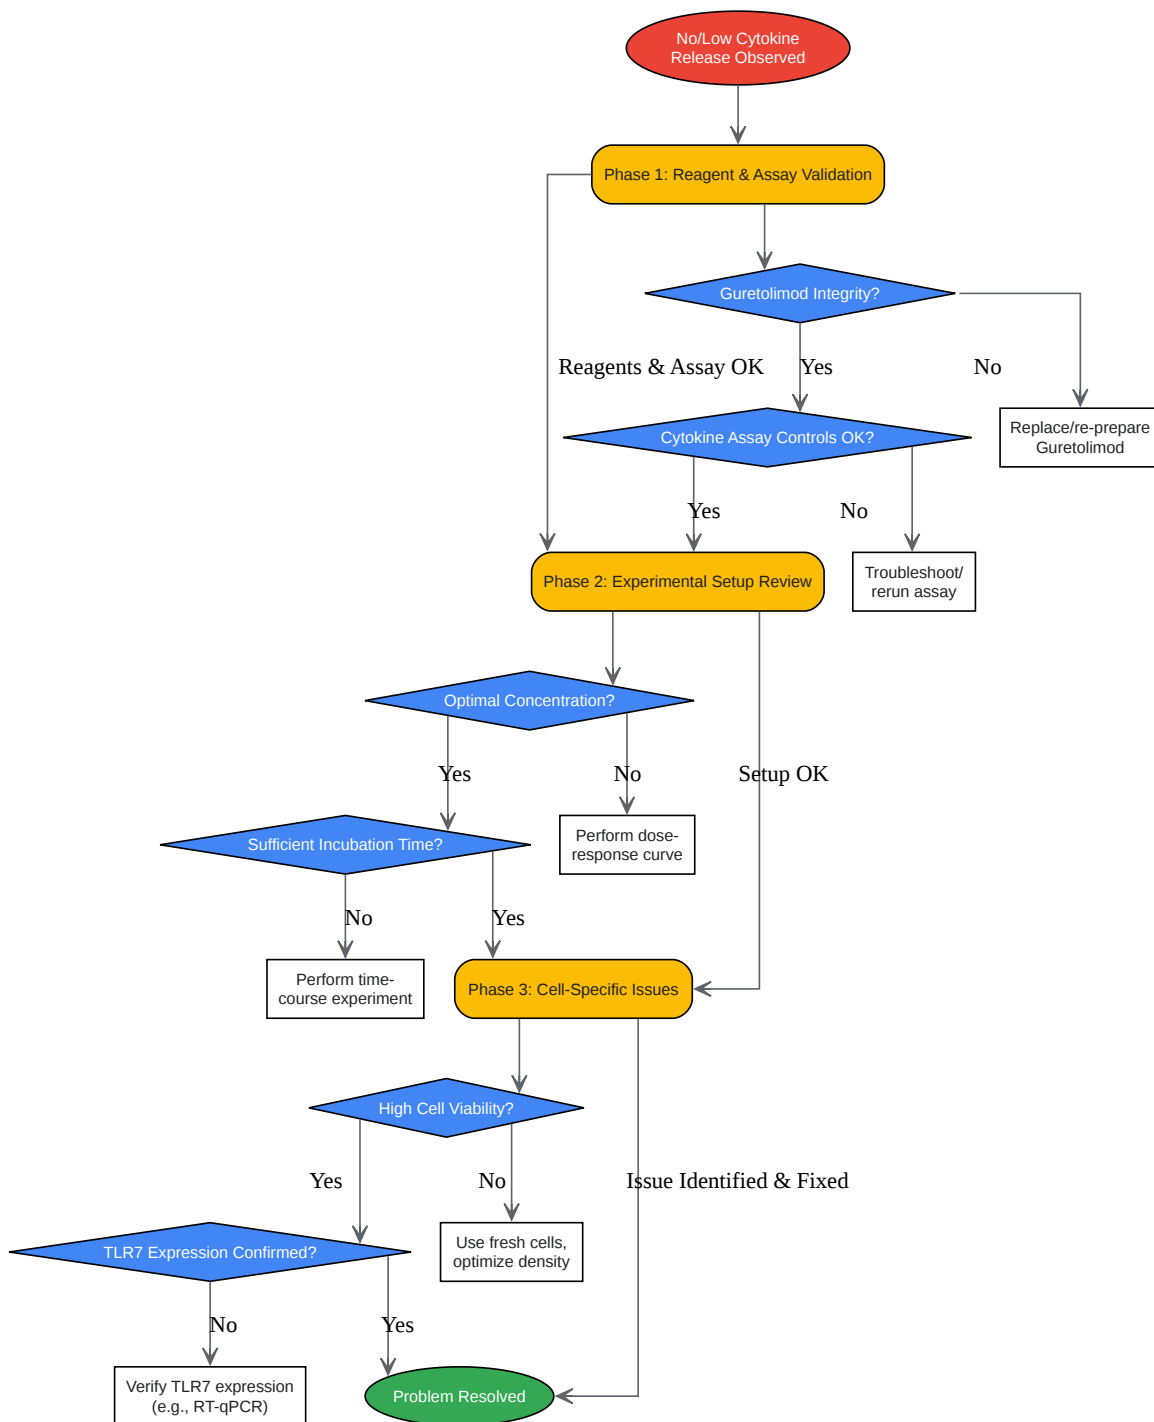 No/Low Cytokine
Release Observed
Phase 1: Reagent & Assay Validation
Guretolimod Integrity?
Reagents & Assay OK
Yes
No
Replace/re-prepare
Guretolimod
Cytokine Assay Controls OK?
Yes
No
Troubleshoot/
rerun assay
Phase 2: Experimental Setup Review
Optimal Concentration?
Yes
No
Setup OK
Perform dose-
response curve
Sufficient Incubation Time?
No
Yes
Perform time-
course experiment
Phase 3: Cell-Specific Issues
High Cell Viability?
Yes
No
Issue Identified & Fixed
Use fresh cells,
optimize density
TLR7 Expression Confirmed?
No
Yes
Verify TLR7 expression
(e.g., RT-qPCR)
Problem Resolved